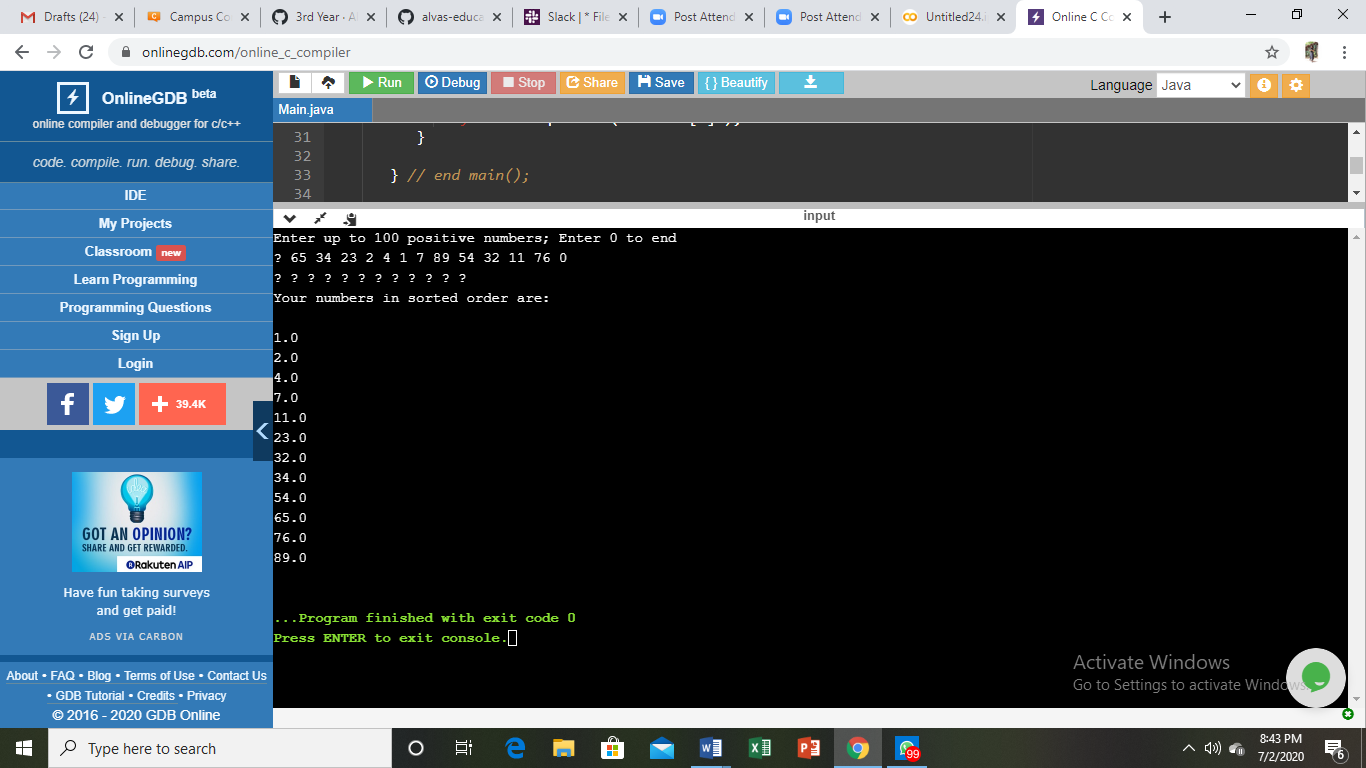 Drafts (24) -
Campus Co
3rd Year · A
alvas-educa
Slack | * File
Post Attend
Post Attend
Untitled24.i
Online C Co
onlinegdb.com/online_c_compiler
OnlineGDB beta
online compiler and debugger for c/c++
code. compile. run. debug. share.
IDE
My Projects
Classroom new
Learn Programming
Programming Questions
Sign Up
Login
39.4K
GOT AN OPINION?
SHARE AND GET REWARDED.
Rakuten AIP
Have fun taking surveys
and get paid!
ADS VIA CARBON
About • FAQ • Blog • Terms of Use • Contact Us
• GDB Tutorial • Credits • Privacy
© 2016 - 2020 GDB Online
Run Debug Stop Share Save { } Beautify
Language Java
Main.java
31 }
32
33 } // end main();
34
input
Enter up to 100 positive numbers; Enter 0 to end
? 65 34 23 2 4 1 7 89 54 32 11 76 0
? ? ? ? ? ? ? ? ? ? ? ?
Your numbers in sorted order are:
1.0
2.0
4.0
7.0
11.0
23.0
32.0
34.0
54.0
65.0
76.0
89.0
...Program finished with exit code 0
Press ENTER to exit console.
Activate Windows
Go to Settings to activate Windows.
Type here to search
99
8:43 PM
7/2/2020
6